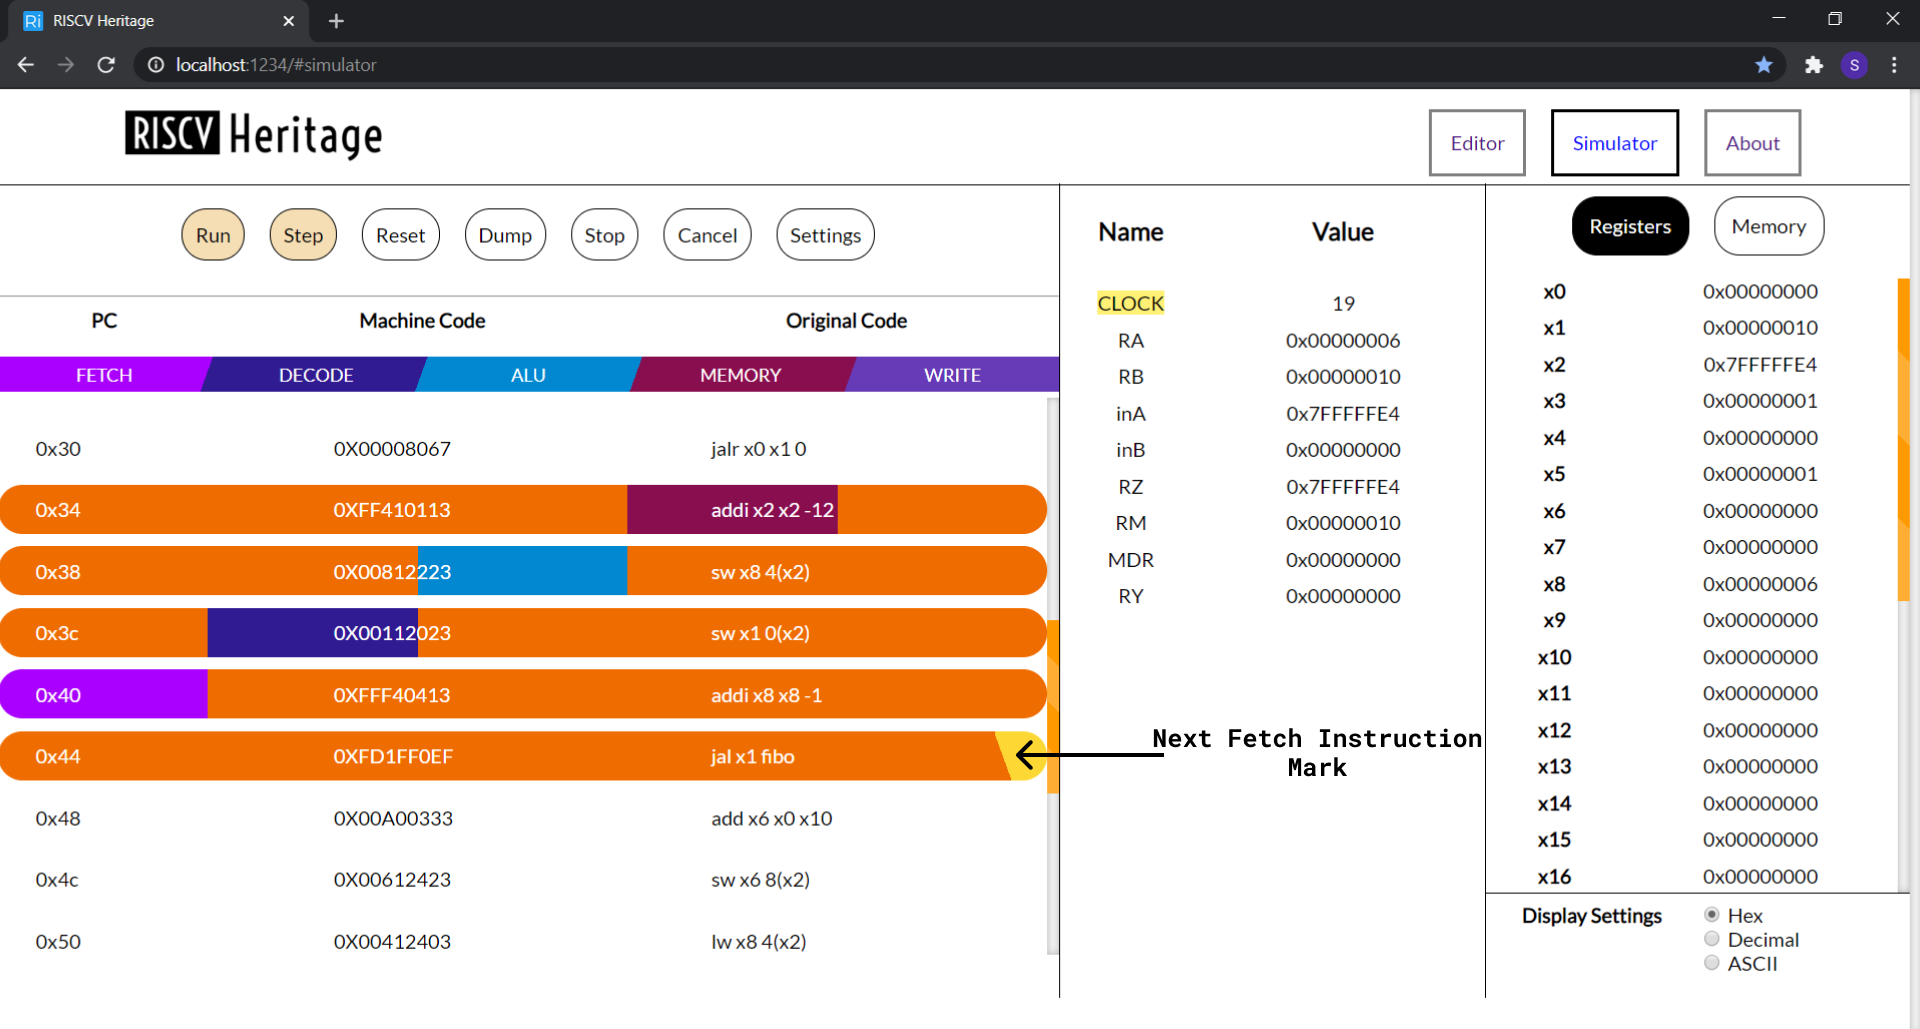 Ri RISCV Heritage
localhost:1234/#simulator
S
RISCV Heritage
Editor Simulator About
Run Step Reset Dump Stop Cancel Settings
PC Machine Code Original Code
FETCH DECODE ALU MEMORY WRITE
0x30 0X00008067 jalr x0 x1 0
0x34 0XFF410113 addi x2 x2 -12
0x38 0X00812223 sw x8 4(x2)
0x3c 0X00112023 sw x1 0(x2)
0x40 0XFFF40413 addi x8 x8 -1
0x44 0XFD1FF0EF jal x1 fibo
0x48 0X00A00333 add x6 x0 x10
0x4c 0X00612423 sw x6 8(x2)
0x50 0X00412403 lw x8 4(x2)
Name Value
CLOCK 19
RA 0x00000006
RB 0x00000010
inA 0x7FFFFFE4
inB 0x00000000
RZ 0x7FFFFFE4
RM 0x00000010
MDR 0x00000000
RY 0x00000000
Next Fetch Instruction
Mark
Registers Memory
x0 0x00000000
x1 0x00000010
x2 0x7FFFFFE4
x3 0x00000001
x4 0x00000000
x5 0x00000001
x6 0x00000000
x7 0x00000000
x8 0x00000006
x9 0x00000000
x10 0x00000000
x11 0x00000000
x12 0x00000000
x13 0x00000000
x14 0x00000000
x15 0x00000000
x16 0x00000000
Display Settings Hex
Decimal
ASCII